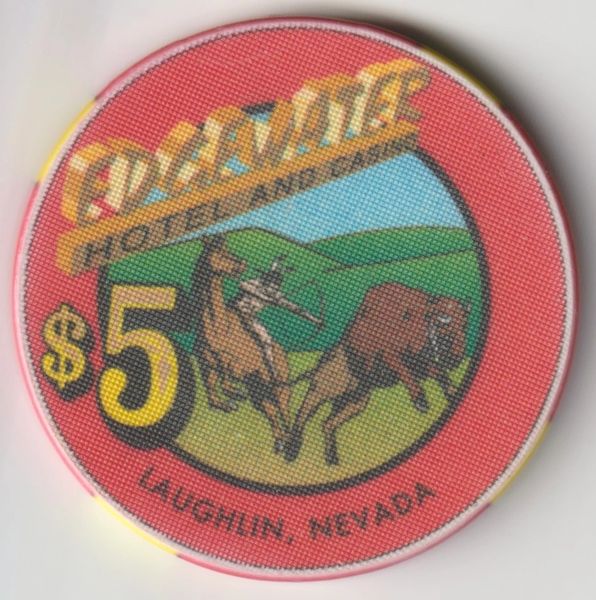 EDGEWATER
HOTEL AND CASINO
$5
LAUGHLIN, NEVADA